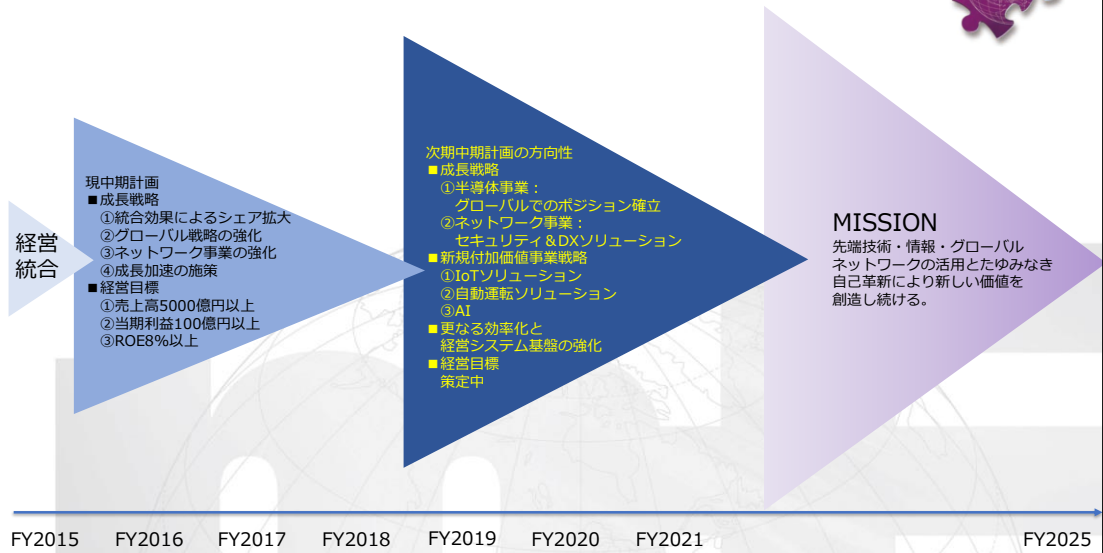 経営
統合
現中期計画
■成長戦略
①統合効果によるシェア拡大
②グローバル戦略の強化
③ネットワーク事業の強化
④成長加速の施策
■経営目標
①売上高5000億円以上
②当期利益100億円以上
③ROE8%以上
次期中期計画の方向性
■成長戦略
①半導体事業：
グローバルでのポジション確立
②ネットワーク事業：
セキュリティ＆DXソリューション
■新規付加価値事業戦略
①IoTソリューション
②自動運転ソリューション
③AI
■更なる効率化と
経営システム基盤の強化
■経営目標
策定中
MISSION
先端技術・情報・グローバル
ネットワークの活用とたゆみなき
自己革新により新しい価値を
創造し続ける。
FY2015 FY2016 FY2017 FY2018 FY2019 FY2020 FY2021 FY2025